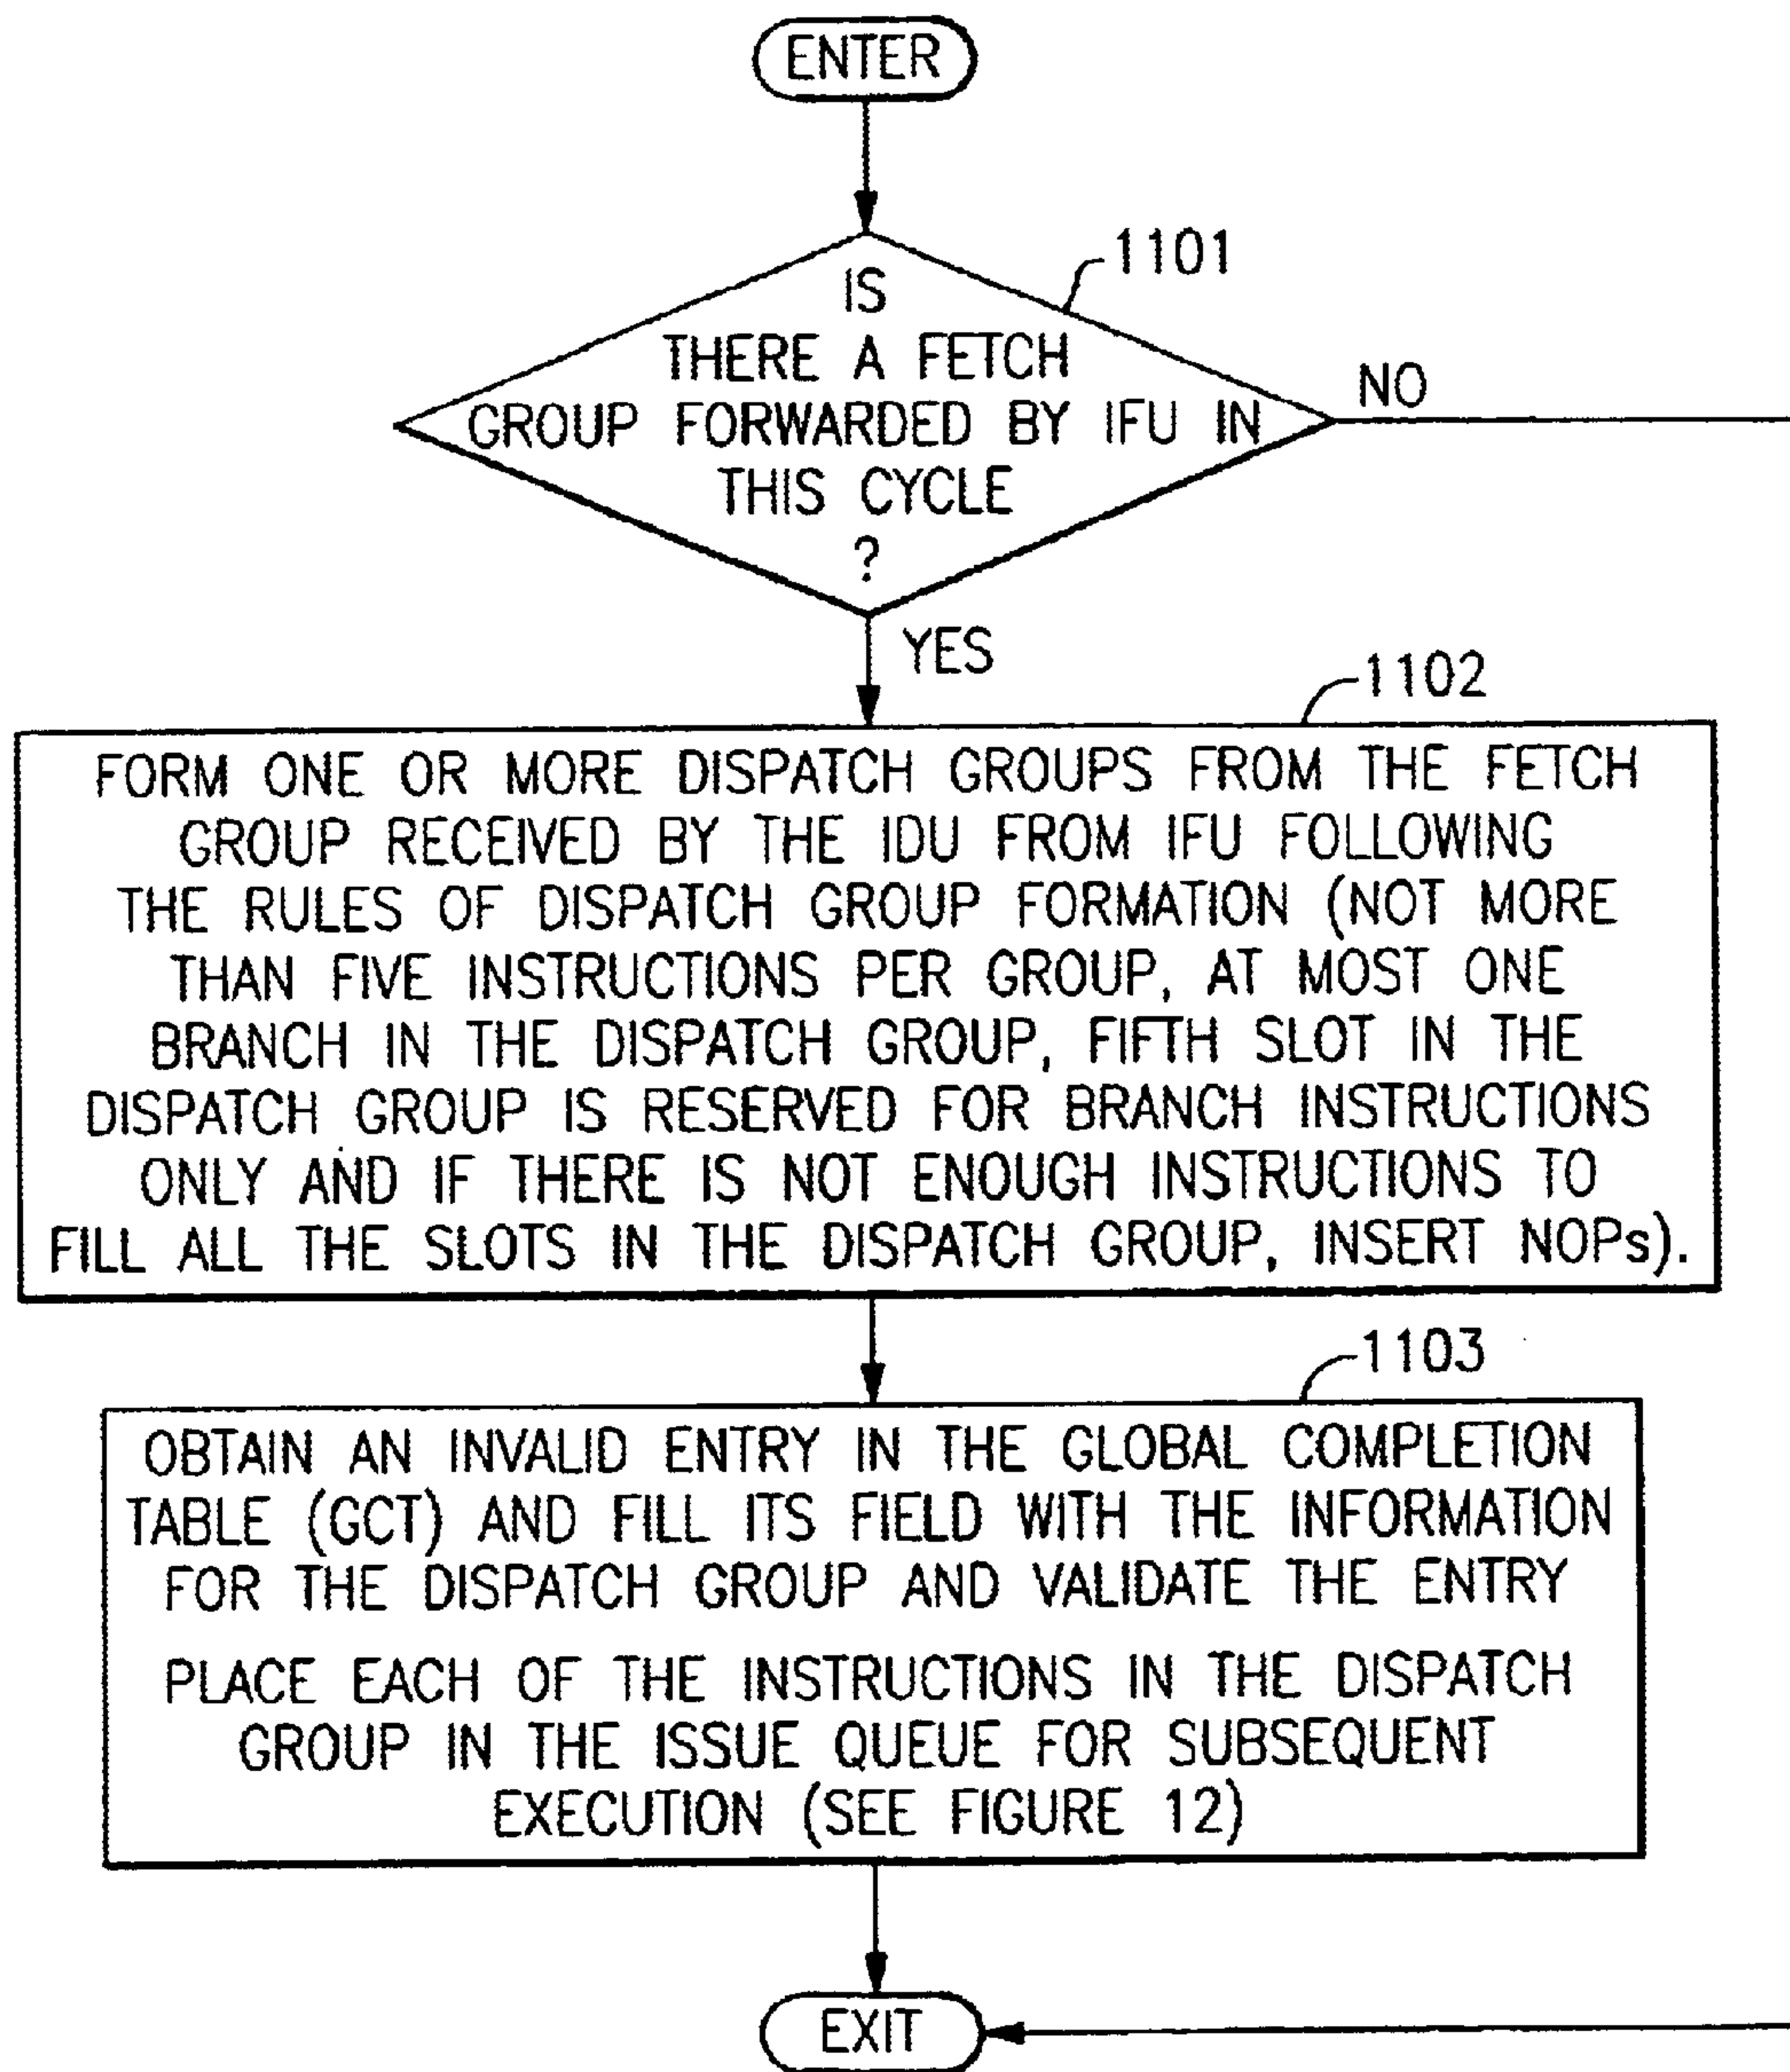 ENTER
1101
IS
THERE A FETCH
GROUP FORWARDED BY IFU IN
THIS CYCLE
?
NO
YES
1102
FORM ONE OR MORE DISPATCH GROUPS FROM THE FETCH
GROUP RECEIVED BY THE IDU FROM IFU FOLLOWING
THE RULES OF DISPATCH GROUP FORMATION (NOT MORE
THAN FIVE INSTRUCTIONS PER GROUP, AT MOST ONE
BRANCH IN THE DISPATCH GROUP, FIFTH SLOT IN THE
DISPATCH GROUP IS RESERVED FOR BRANCH INSTRUCTIONS
ONLY AND IF THERE IS NOT ENOUGH INSTRUCTIONS TO
FILL ALL THE SLOTS IN THE DISPATCH GROUP, INSERT NOPs).
1103
OBTAIN AN INVALID ENTRY IN THE GLOBAL COMPLETION
TABLE (GCT) AND FILL ITS FIELD WITH THE INFORMATION
FOR THE DISPATCH GROUP AND VALIDATE THE ENTRY
PLACE EACH OF THE INSTRUCTIONS IN THE DISPATCH
GROUP IN THE ISSUE QUEUE FOR SUBSEQUENT
EXECUTION (SEE FIGURE 12)
EXIT